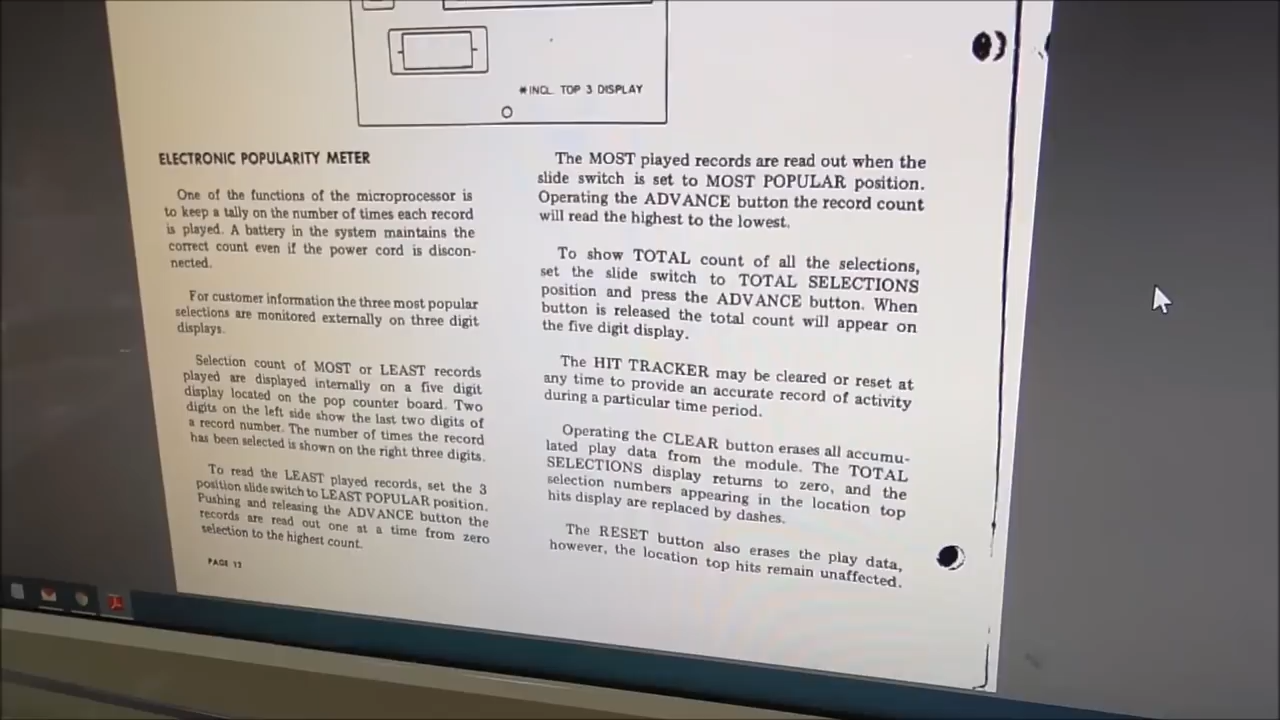 *INCL. TOP 3 DISPLAY
ELECTRONIC POPULARITY METER
One of the functions of the microprocessor is
to keep a tally on the number of times each record
is played. A battery in the system maintains the
correct count even if the power cord is discon-
nected.
For customer information the three most popular
selections are monitored externally on three digit
displays.
Selection count of MOST or LEAST records
played are displayed internally on a five digit
display located on the pop counter board. Two
digits on the left side show the last two digits of
a record number. The number of times the record
has been selected is shown on the right three digits.
To read the LEAST played records, set the 3
position slide switch to LEAST POPULAR position.
Pushing and releasing the ADVANCE button the
records are read out one at a time from zero
selection to the highest count.
PAGE 12
The MOST played records are read out when the
slide switch is set to MOST POPULAR position.
Operating the ADVANCE button the record count
will read the highest to the lowest.
To show TOTAL count of all the selections,
set the slide switch to TOTAL SELECTIONS
position and press the ADVANCE button. When
button is released the total count will appear on
the five digit display.
The HIT TRACKER may be cleared or reset at
any time to provide an accurate record of activity
during a particular time period.
Operating the CLEAR button erases all accumu-
lated play data from the module. The TOTAL
SELECTIONS display returns to zero, and the
selection numbers appearing in the location top
hits display are replaced by dashes.
The RESET button also erases the play data,
however, the location top hits remain unaffected.